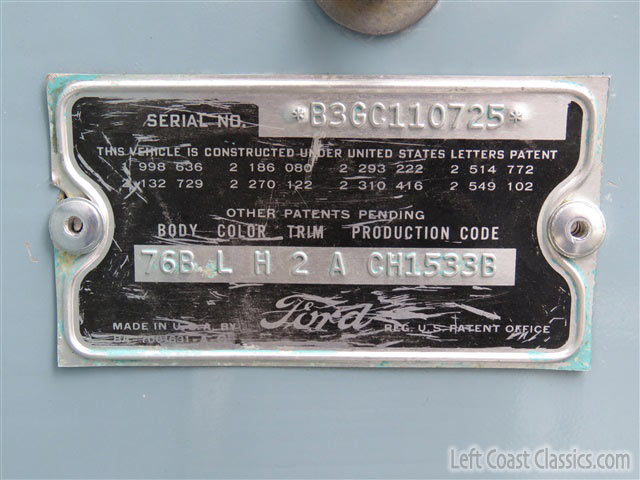 SERIAL NO. *B3GC110725*
THIS VEHICLE IS CONSTRUCTED UNDER UNITED STATES LETTERS PATENT
1 998 636 2 186 080 2 293 222 2 514 772
2 132 729 2 270 122 2 310 416 2 549 102
OTHER PATENTS PENDING
BODY COLOR TRIM PRODUCTION CODE
76B L H 2 A CH1533B
MADE IN U.S.A. BY Ford REG. U.S. PATENT OFFICE
Left Coast Classics.com